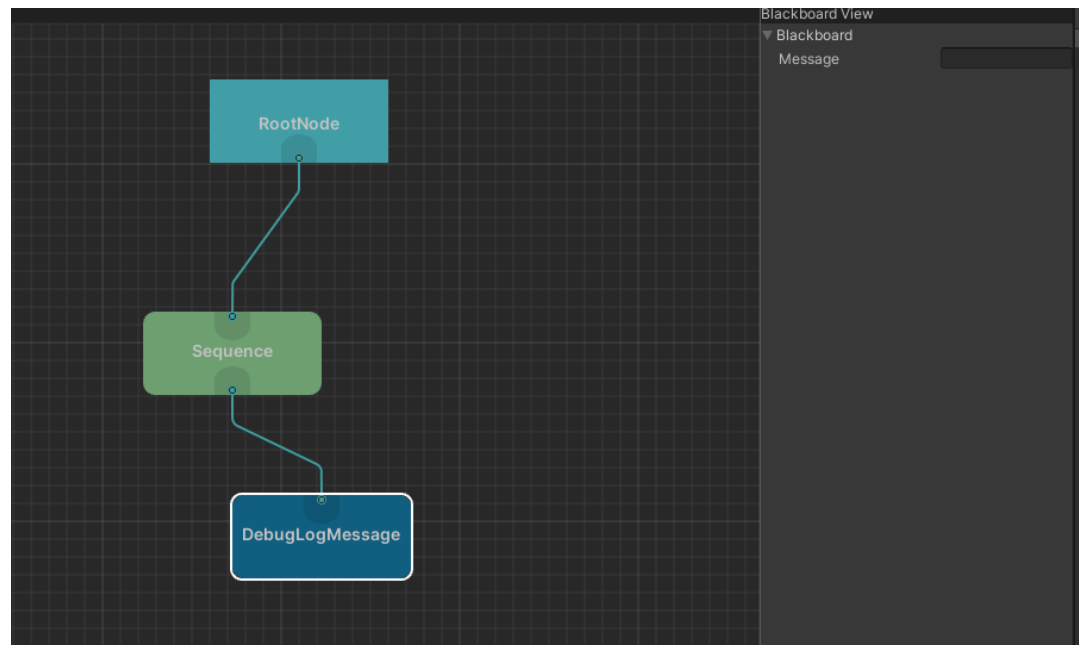 Blackboard View
Blackboard
Message
RootNode
Sequence
DebugLogMessage